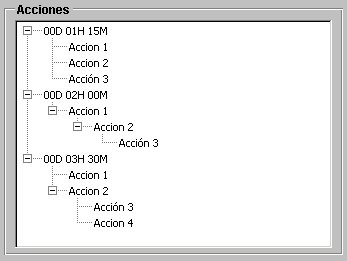 Acciones
00D 01H 15M
Accion 1
Accion 2
Acción 3
00D 02H 00M
Accion 1
Accion 2
Acción 3
00D 03H 30M
Accion 1
Accion 2
Acción 3
Accion 4